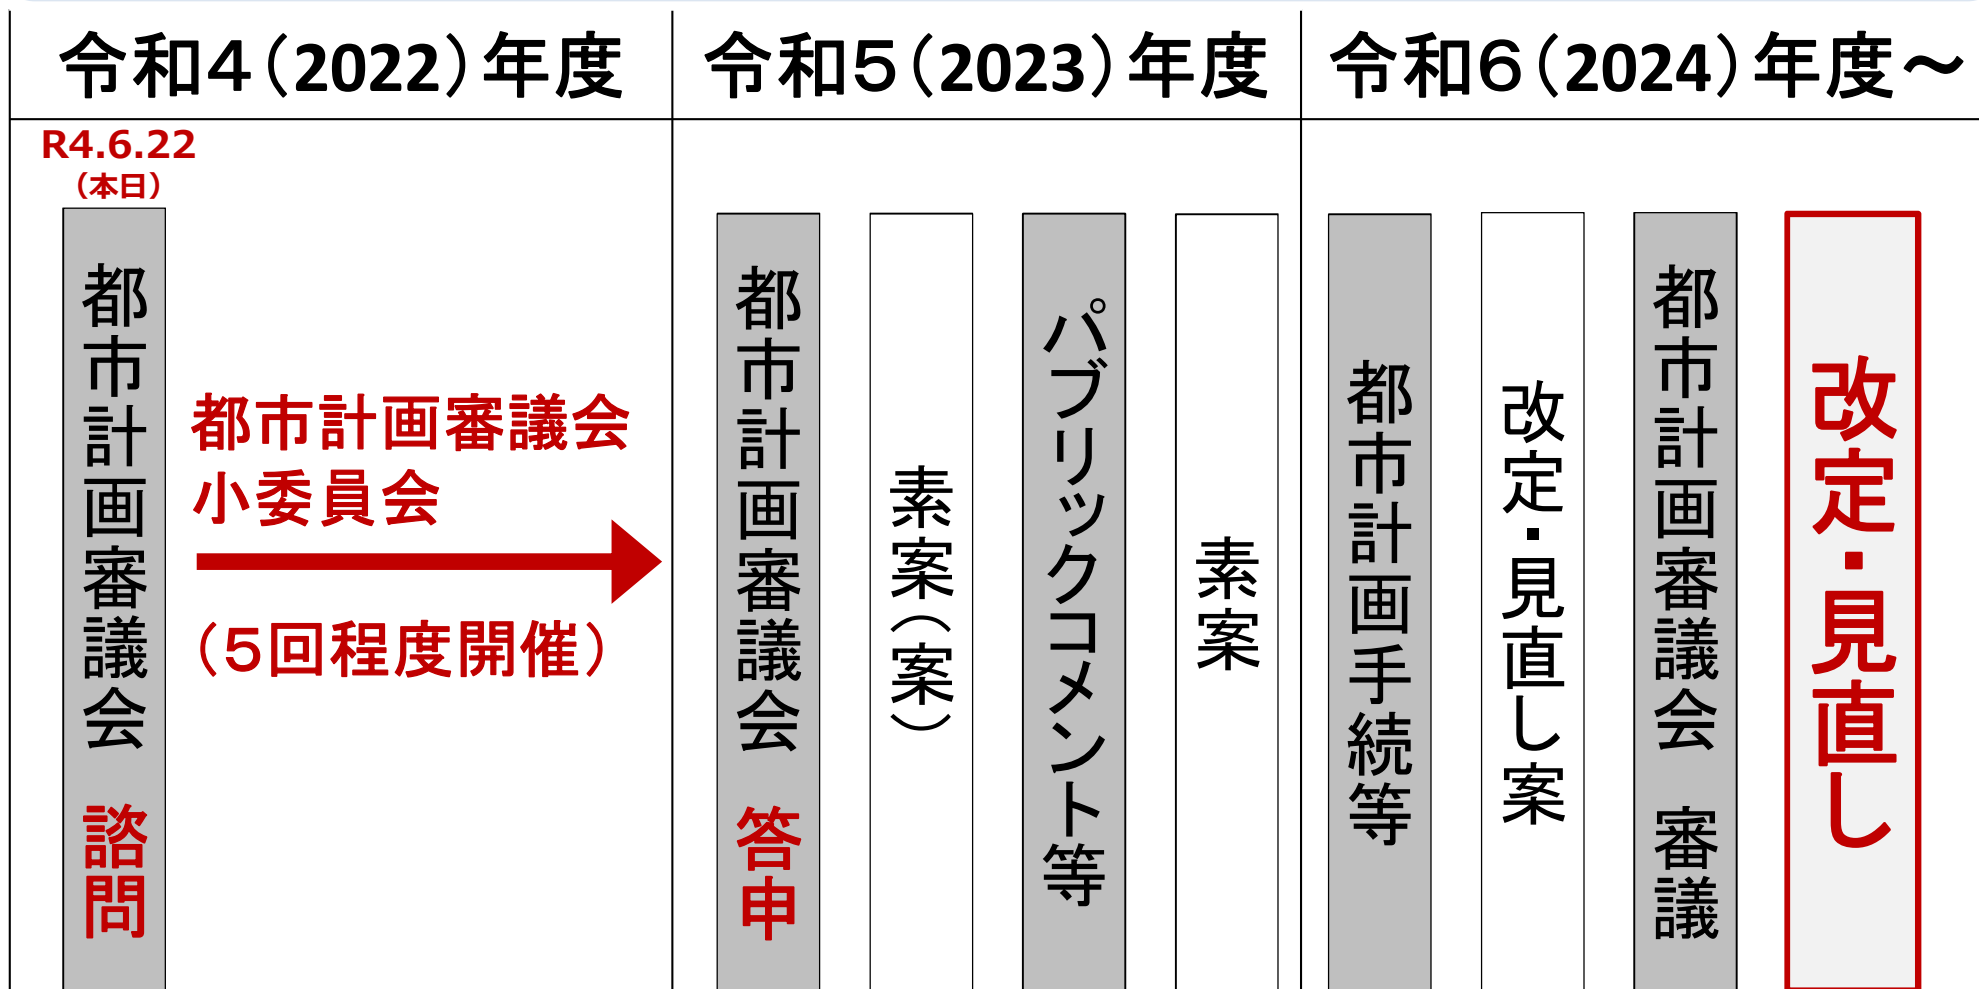 令和4（2022）年度
令和5（2023）年度
令和6（2024）年度～
R4.6.22
（本日）
都市計画審議会　諮問
都市計画審議会
小委員会
（5回程度開催）
都市計画審議会　答申
素案（案）
パブリックコメント等
素案
都市計画手続等
改定・見直し案
都市計画審議会　審議
改定・見直し